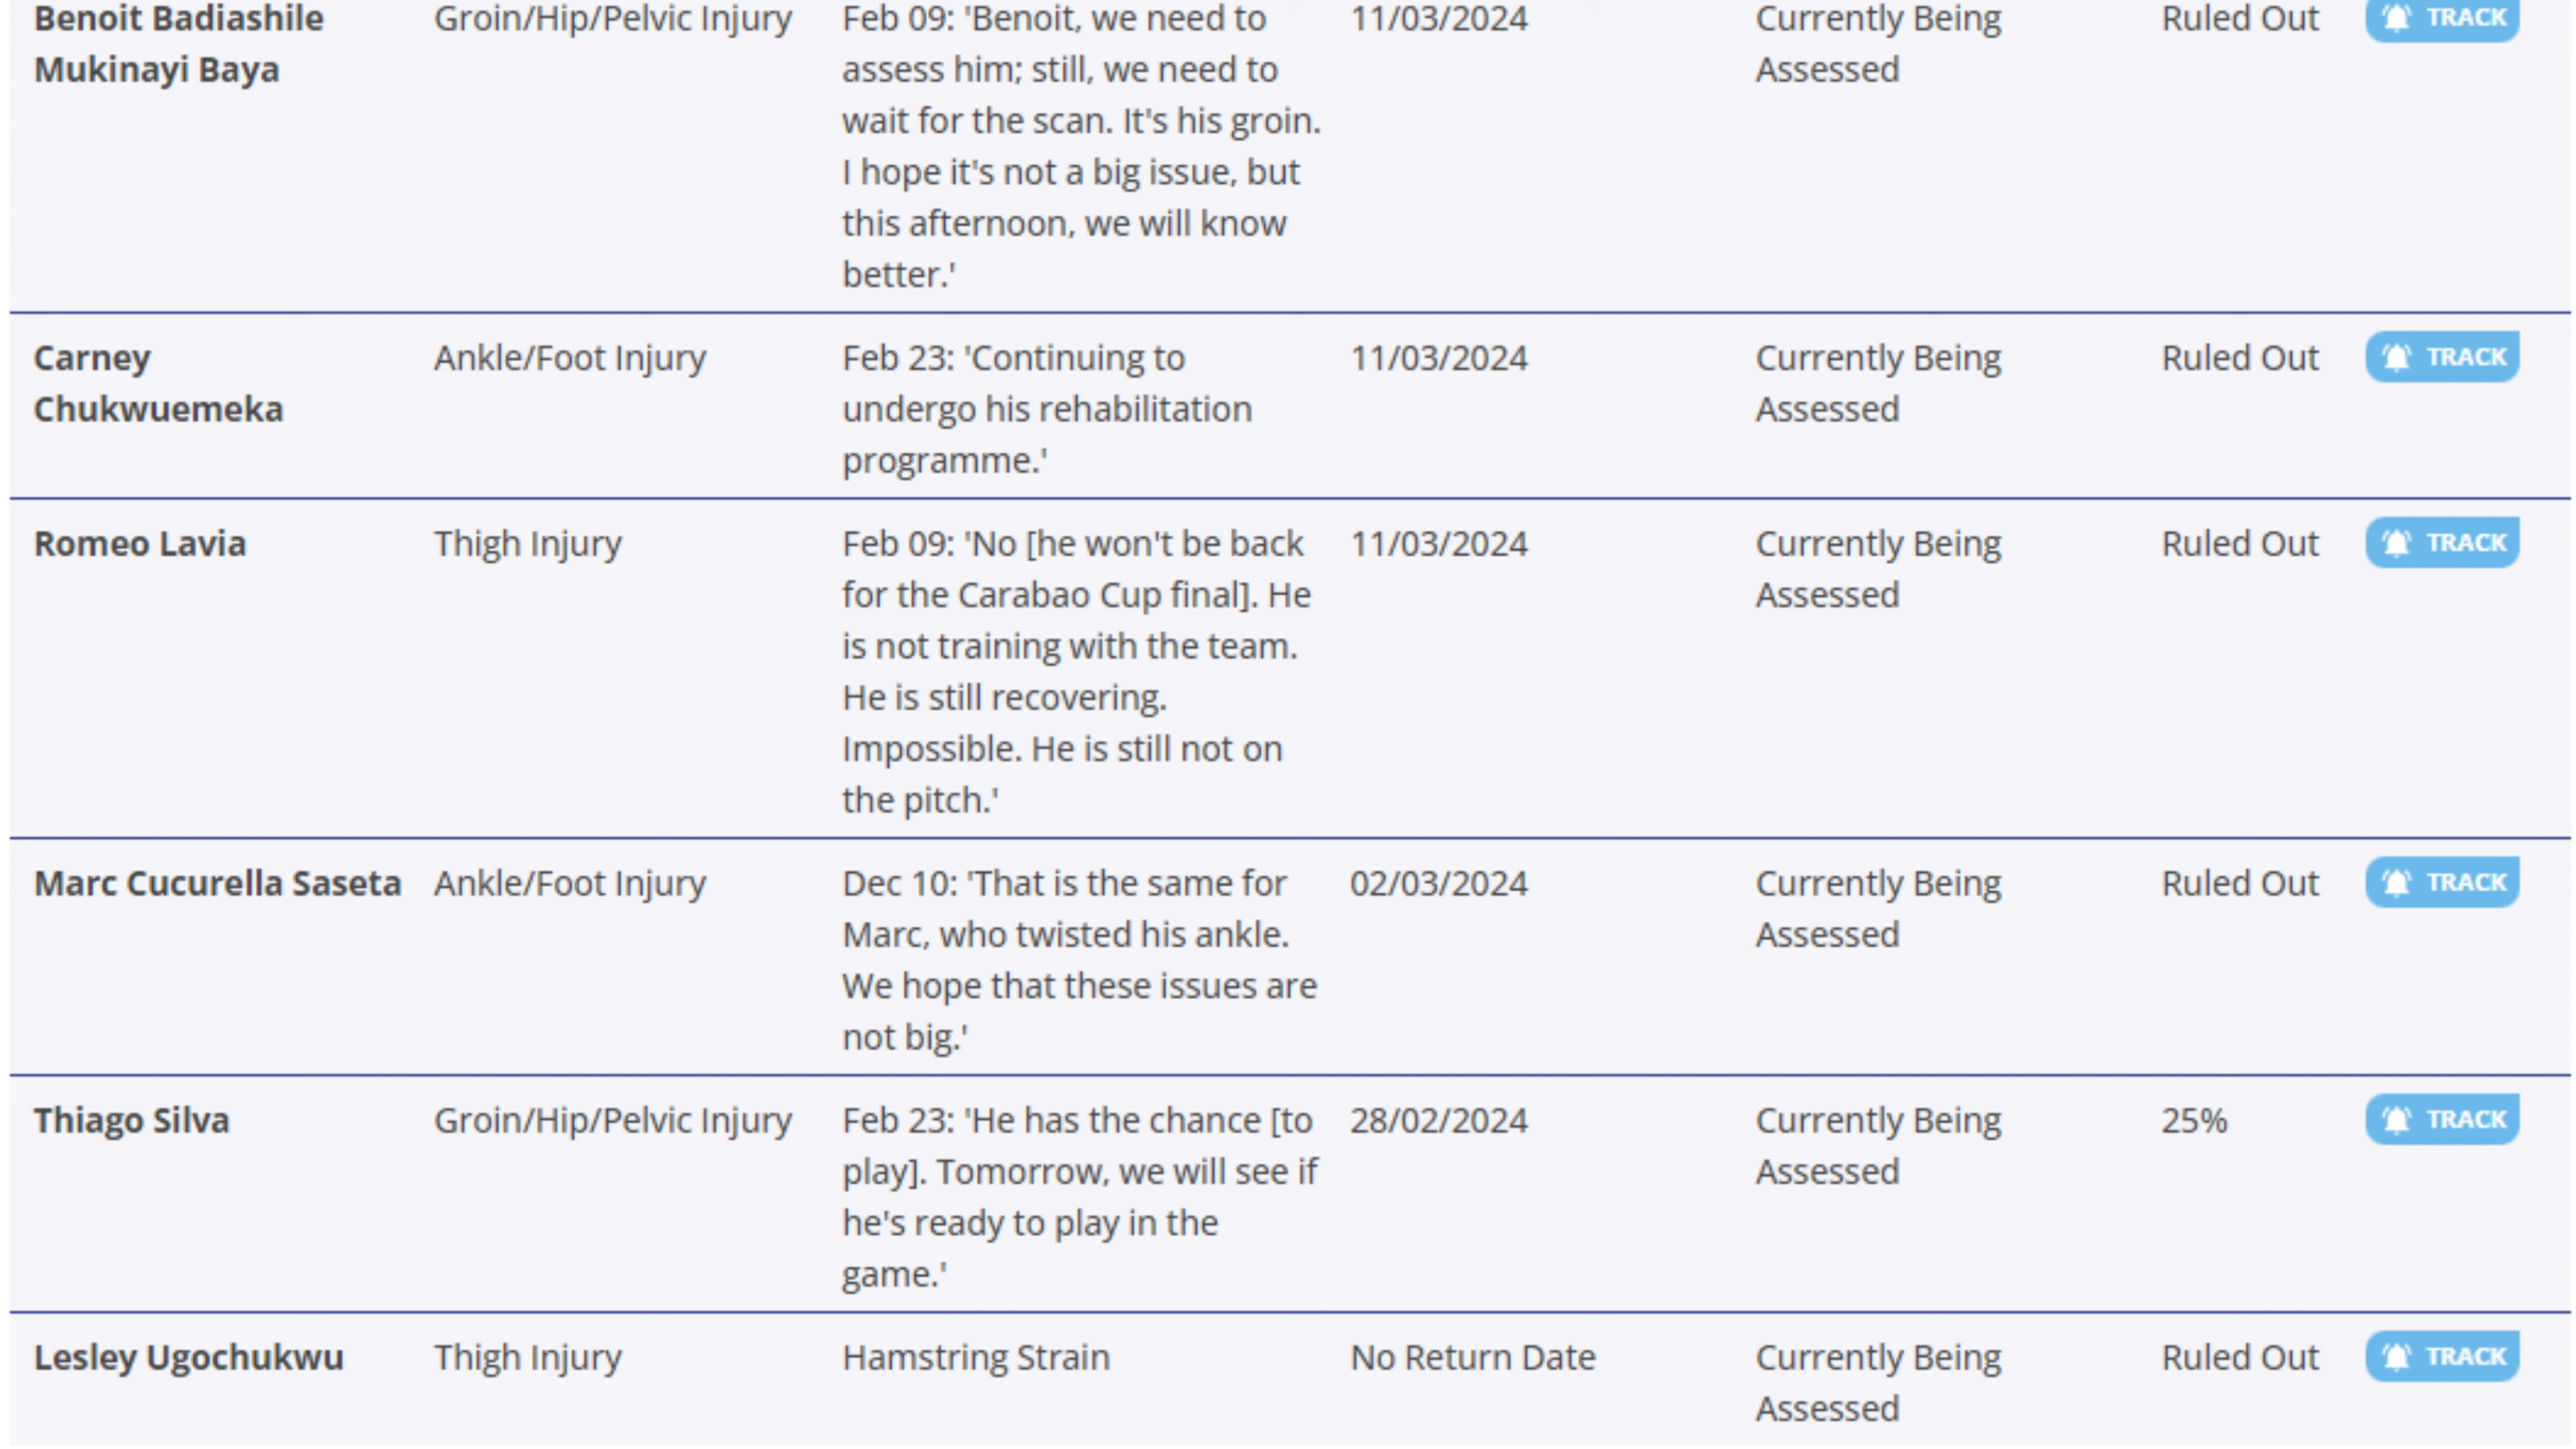 Benoit Badiashile Mukinayi Baya
Groin/Hip/Pelvic Injury
Feb 09: 'Benoit, we need to
assess him; still, we need to
wait for the scan. It's his groin.
I hope it's not a big issue, but
this afternoon, we will know
better.'
11/03/2024
Currently Being
Assessed
Ruled Out
TRACK
Carney
Chukwuemeka
Ankle/Foot Injury
Feb 23: 'Continuing to
undergo his rehabilitation
programme.'
11/03/2024
Currently Being
Assessed
Ruled Out
TRACK
Romeo Lavia
Thigh Injury
Feb 09: 'No [he won't be back
for the Carabao Cup final]. He
is not training with the team.
He is still recovering.
Impossible. He is still not on
the pitch.'
11/03/2024
Currently Being
Assessed
Ruled Out
TRACK
Marc Cucurella Saseta
Ankle/Foot Injury
Dec 10: 'That is the same for
Marc, who twisted his ankle.
We hope that these issues are
not big.'
02/03/2024
Currently Being
Assessed
Ruled Out
TRACK
Thiago Silva
Groin/Hip/Pelvic Injury
Feb 23: 'He has the chance [to
play]. Tomorrow, we will see if
he's ready to play in the
game.'
28/02/2024
Currently Being
Assessed
25%
TRACK
Lesley Ugochukwu
Thigh Injury
Hamstring Strain
No Return Date
Currently Being
Assessed
Ruled Out
TRACK